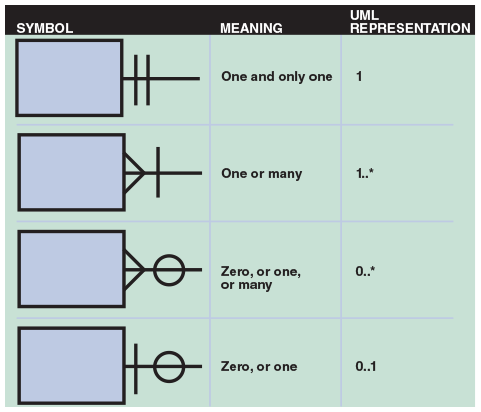 SYMBOL MEANING UML
REPRESENTATION
One and only one 1
One or many 1..*
Zero, or one,
or many 0..*
Zero, or one 0..1